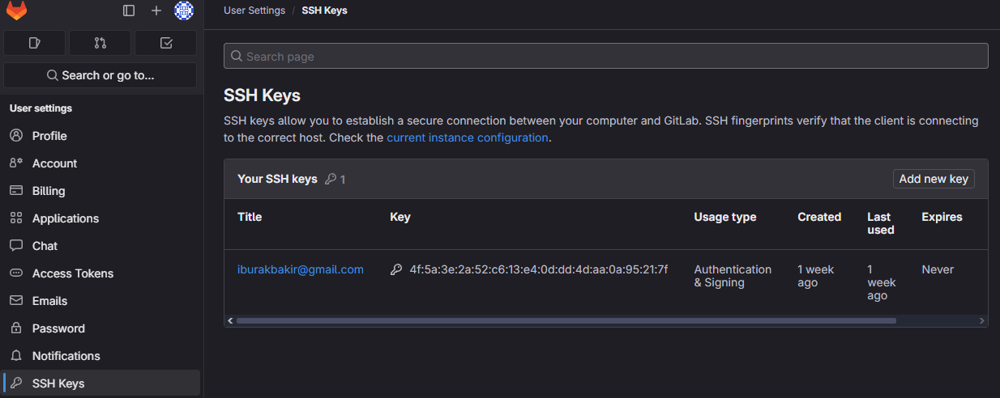 User Settings / SSH Keys
Search page
Search or go to...
User settings
Profile
Account
Billing
Applications
Chat
Access Tokens
Emails
Password
Notifications
SSH Keys
SSH Keys
SSH keys allow you to establish a secure connection between your computer and GitLab. SSH fingerprints verify that the client is connecting
to the correct host. Check the current instance configuration.
Your SSH keys 1
Add new key
Title Key Usage type Created Last used Expires
iburakbakir@gmail.com 4f:5a:3e:2a:52:c6:13:e4:0d:dd:4d:aa:0a:95:21:7f Authentication & Signing 1 week ago 1 week ago Never